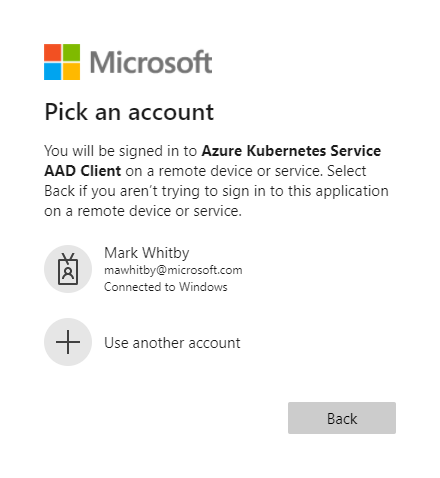 Microsoft
Pick an account
You will be signed in to Azure Kubernetes Service
AAD Client on a remote device or service. Select
Back if you aren’t trying to sign in to this application
on a remote device or service.
Mark Whitby
mawhitby@microsoft.com
Connected to Windows
Use another account
Back